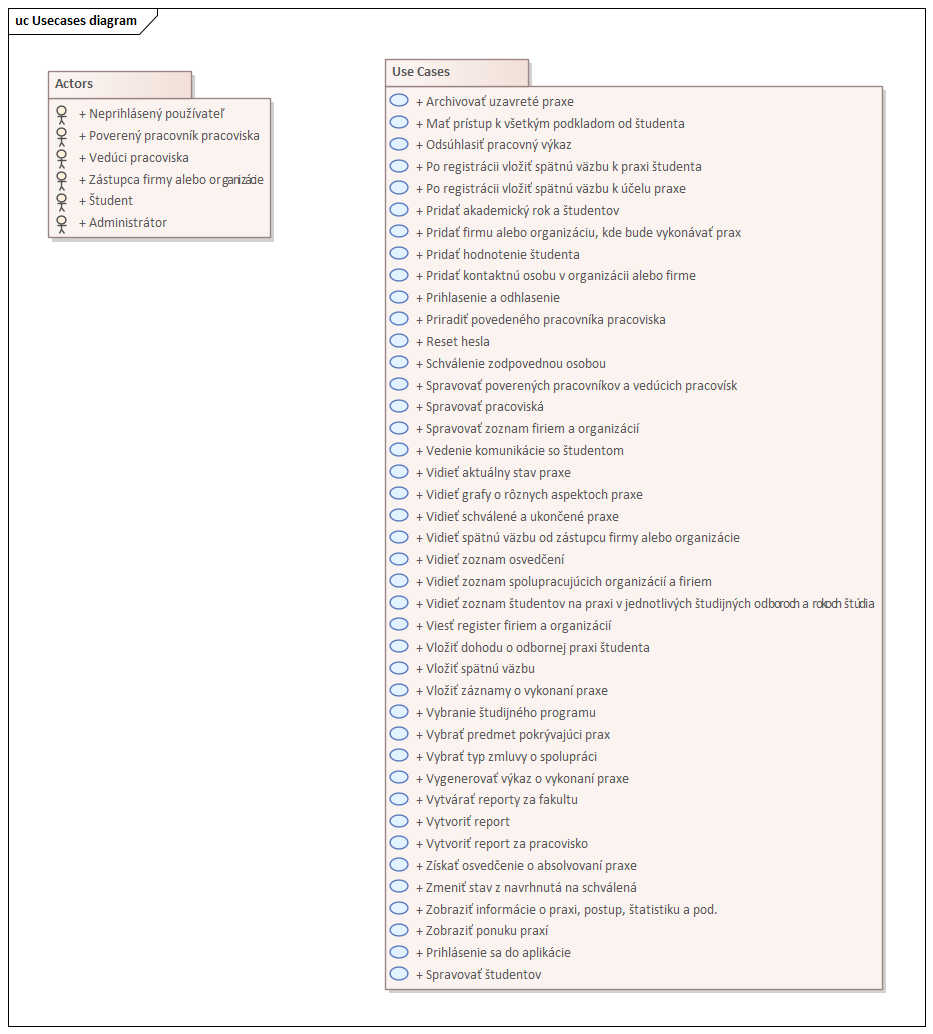 uc Usecases diagram
Actors
+ Neprihlásený používateľ
+ Poverený pracovník pracoviska
+ Vedúci pracoviska
+ Zástupca firmy alebo organizácie
+ Študent
+ Administrátor
Use Cases
+ Archivovať uzavreté praxe
+ Mať prístup k všetkým podkladom od študenta
+ Odsúhlasiť pracovný výkaz
+ Po registrácii vložiť spätnú väzbu k praxi študenta
+ Po registrácii vložiť spätnú väzbu k účelu praxe
+ Pridať akademický rok a študentov
+ Pridať firmu alebo organizáciu, kde bude vykonávať prax
+ Pridať hodnotenie študenta
+ Pridať kontaktnú osobu v organizácii alebo firme
+ Prihlasenie a odhlasenie
+ Priradiť povedeného pracovníka pracoviska
+ Reset hesla
+ Schválenie zodpovednou osobou
+ Spravovať poverených pracovníkov a vedúcich pracovísk
+ Spravovať pracoviská
+ Spravovať zoznam firiem a organizácií
+ Vedenie komunikácie so študentom
+ Vidieť aktuálny stav praxe
+ Vidieť grafy o rôznych aspektoch praxe
+ Vidieť schválené a ukončené praxe
+ Vidieť spätnú väzbu od zástupcu firmy alebo organizácie
+ Vidieť zoznam osvedčení
+ Vidieť zoznam spolupracujúcich organizácií a firiem
+ Vidieť zoznam študentov na praxi v jednotlivých študijných odboroch a rokoch štúdia
+ Viesť register firiem a organizácií
+ Vložiť dohodu o odbornej praxi študenta
+ Vložiť spätnú väzbu
+ Vložiť záznamy o vykonaní praxe
+ Vybranie študijného programu
+ Vybrať predmet pokrývajúci prax
+ Vybrať typ zmluvy o spolupráci
+ Vygenerovať výkaz o vykonaní praxe
+ Vytvárať reporty za fakultu
+ Vytvoriť report
+ Vytvoriť report za pracovisko
+ Získať osvedčenie o absolvovaní praxe
+ Zmeniť stav z navrhnutá na schválená
+ Zobraziť informácie o praxi, postup, štatistiku a pod.
+ Zobraziť ponuku praxí
+ Prihlásenie sa do aplikácie
+ Spravovať študentov